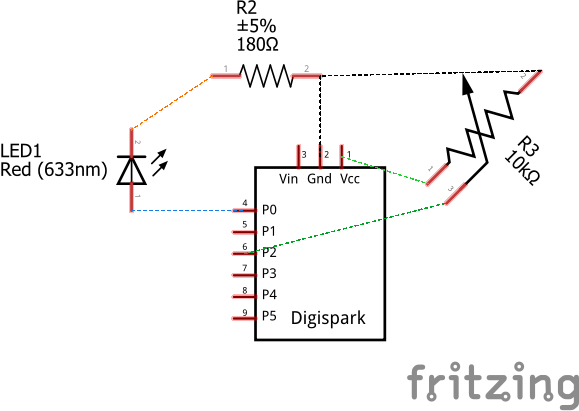 R2
±5%
180Ω
1
2
2
LED1
Red (633nm)
1
2
1
3
R3
10kΩ
3
2
1
Vin
Gnd
Vcc
4
P0
5
P1
6
P2
7
P3
8
P4
9
P5
Digispark
fritzing